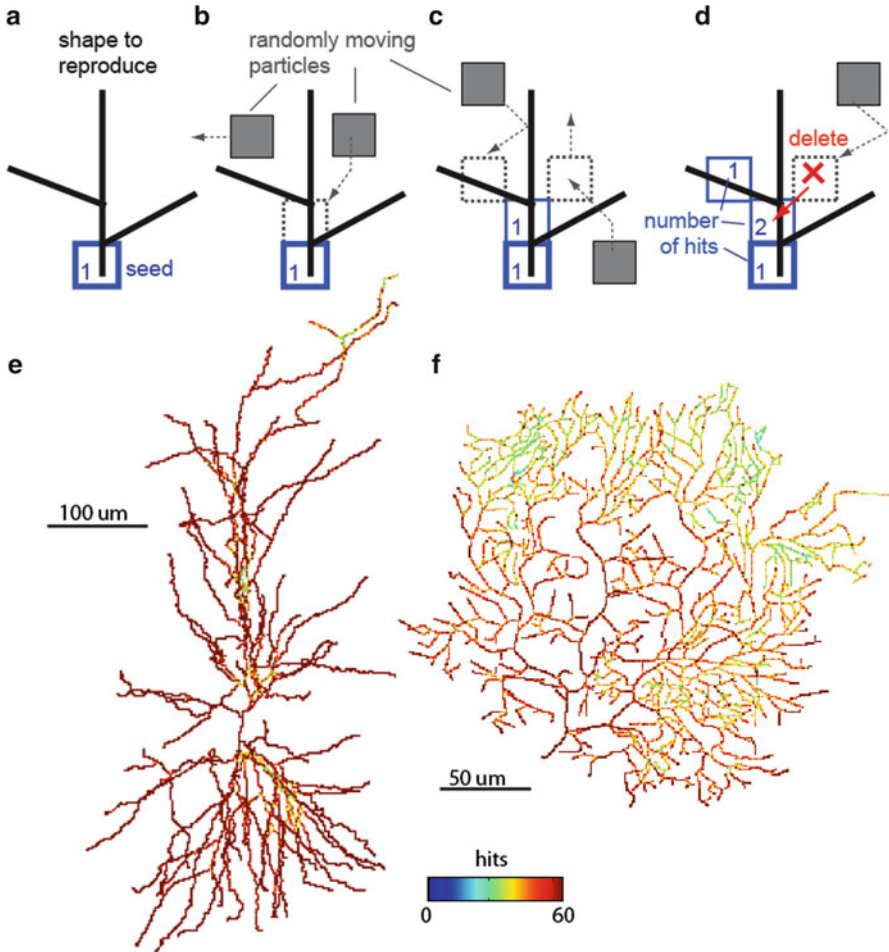 a
b
c
d
shape to
reproduce
randomly moving
particles
delete
1
number
of hits
1
2
1
seed
1
1
1
e
f
100 um
50 um
hits
0
60